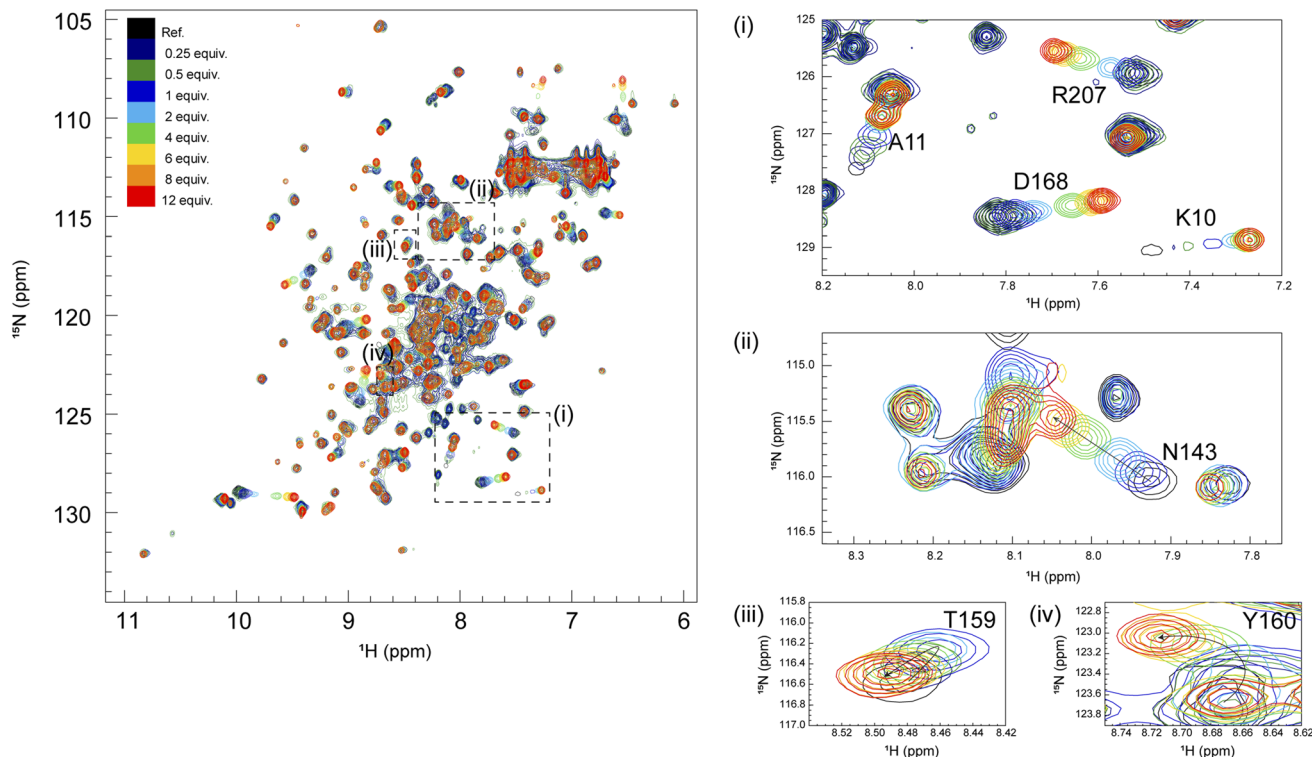 105
110
115
120
125
130
¹⁵N (ppm)
11
10
9
8
7
6
¹H (ppm)
Ref.
0.25 equiv.
0.5 equiv.
1 equiv.
2 equiv.
4 equiv.
6 equiv.
8 equiv.
12 equiv.
(ii)
(iii)
(iv)
(i)
(i)
125
126
127
128
129
¹⁵N (ppm)
R207
A11
D168
K10
8.2
8.0
7.8
7.6
7.4
7.2
¹H (ppm)
(ii)
115.0
115.5
116.0
116.5
¹⁵N (ppm)
N143
8.3
8.2
8.1
8.0
7.9
7.8
¹H (ppm)
(iii)
115.8
116.0
116.4
116.8
117.0
¹⁵N (ppm)
T159
8.52
8.50
8.48
8.46
8.44
8.42
¹H (ppm)
(iv)
122.8
123.0
123.2
123.4
123.6
123.8
¹⁵N (ppm)
Y160
8.74
8.72
8.70
8.68
8.66
8.64
8.62
¹H (ppm)